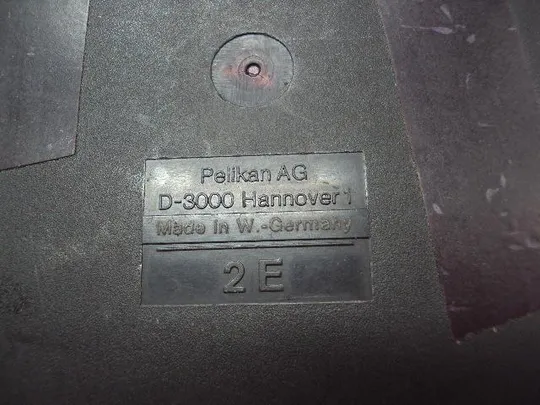 Pelikan AG
D-3000 Hannover 1
Made in W.-Germany
2 E